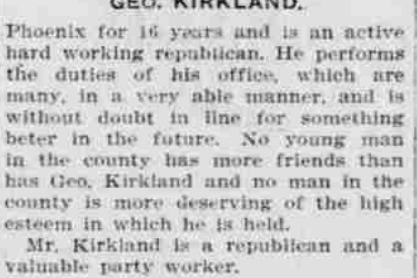 GEO. KIRKLAND.
Phoenix for 16 years and is an active
hard working republican. He performs
the duties of his office, which are
many, in a very able manner, and is
without doubt in line for something
beter in the future. No young man
in the county has more friends than
has Geo. Kirkland and no man in the
county is more deserving of the high
esteem in which he is held.
Mr. Kirkland is a republican and a
valuable party worker.